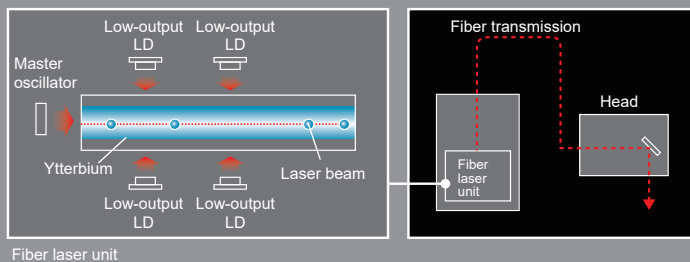 Low-output
LD
Low-output
LD
Master
oscillator
Ytterbium
Laser beam
Low-output
LD
Low-output
LD
Fiber laser unit
Fiber transmission
Head
Fiber
laser
unit